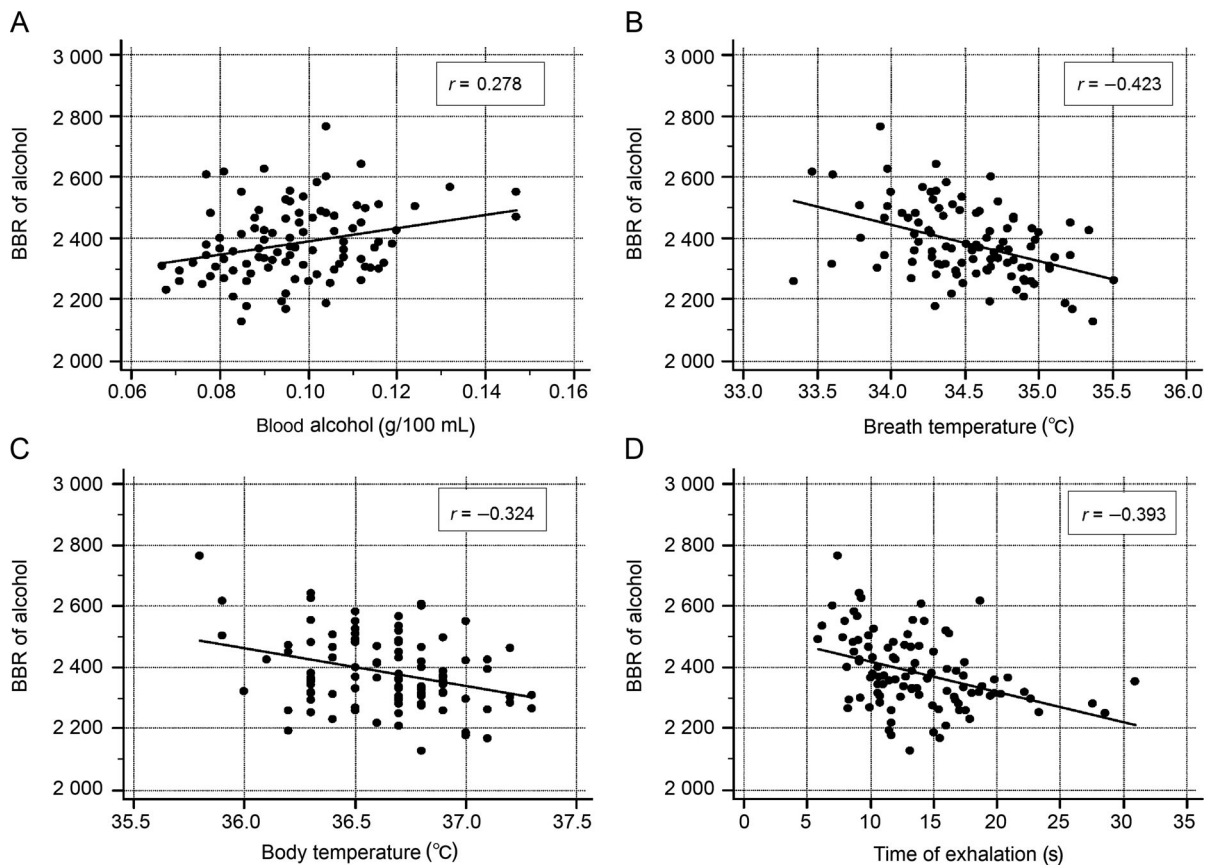 A
BBR of alcohol
3 000
2 800
2 600
2 400
2 200
2 000
r = 0.278
0.06 0.08 0.10 0.12 0.14 0.16
Blood alcohol (g/100 mL)
B
BBR of alcohol
3 000
2 800
2 600
2 400
2 200
2 000
r = −0.423
33.0 33.5 34.0 34.5 35.0 35.5 36.0
Breath temperature (°C)
C
BBR of alcohol
3 000
2 800
2 600
2 400
2 200
2 000
r = −0.324
35.5 36.0 36.5 37.0 37.5
Body temperature (°C)
D
BBR of alcohol
3 000
2 800
2 600
2 400
2 200
2 000
r = −0.393
0 5 10 15 20 25 30 35
Time of exhalation (s)